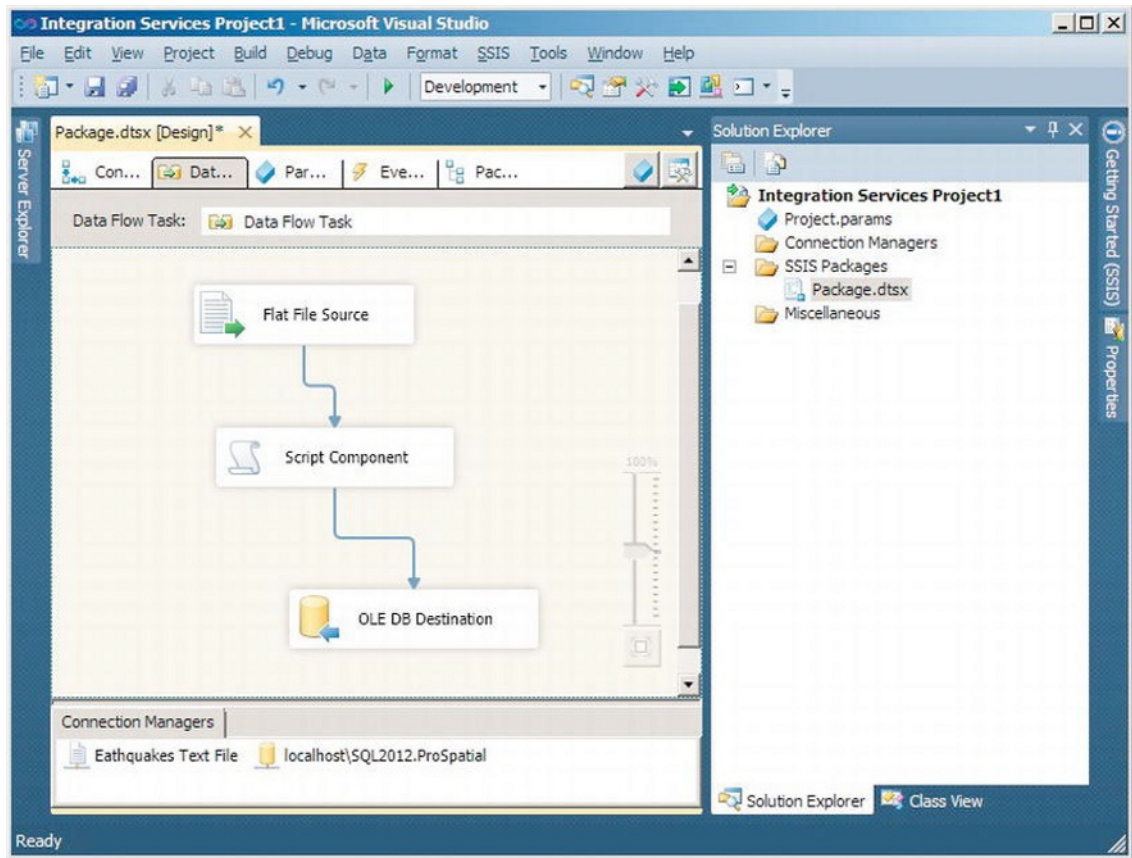 Integration Services Project1 - Microsoft Visual Studio
File Edit View Project Build Debug Data Format SSIS Tools Window Help
Development
Server Explorer
Package.dtsx [Design]*
Con... Dat... Par... Eve... Pac...
Data Flow Task: Data Flow Task
Flat File Source
Script Component
OLE DB Destination
100%
Connection Managers
Eathquakes Text File localhost\SQL2012.ProSpatial
Solution Explorer
Integration Services Project1
Project.params
Connection Managers
SSIS Packages
Package.dtsx
Miscellaneous
Solution Explorer Class View
Getting Started (SSIS)
Properties
Ready